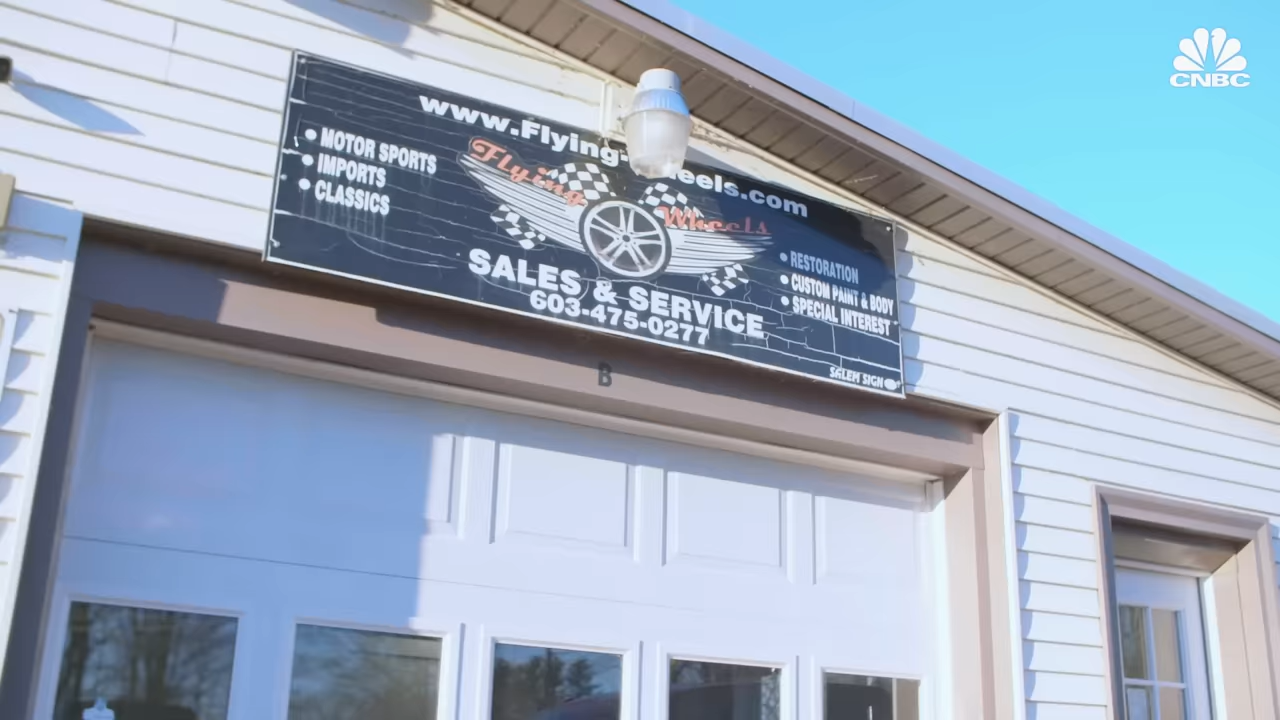 CNBC
www.Flying-
eels.com
• MOTOR SPORTS
• IMPORTS
• CLASSICS
Flying
Wheels
SALES & SERVICE
603-475-0277
• RESTORATION
• CUSTOM PAINT & BODY
• SPECIAL INTEREST
SALEM SIGN
B